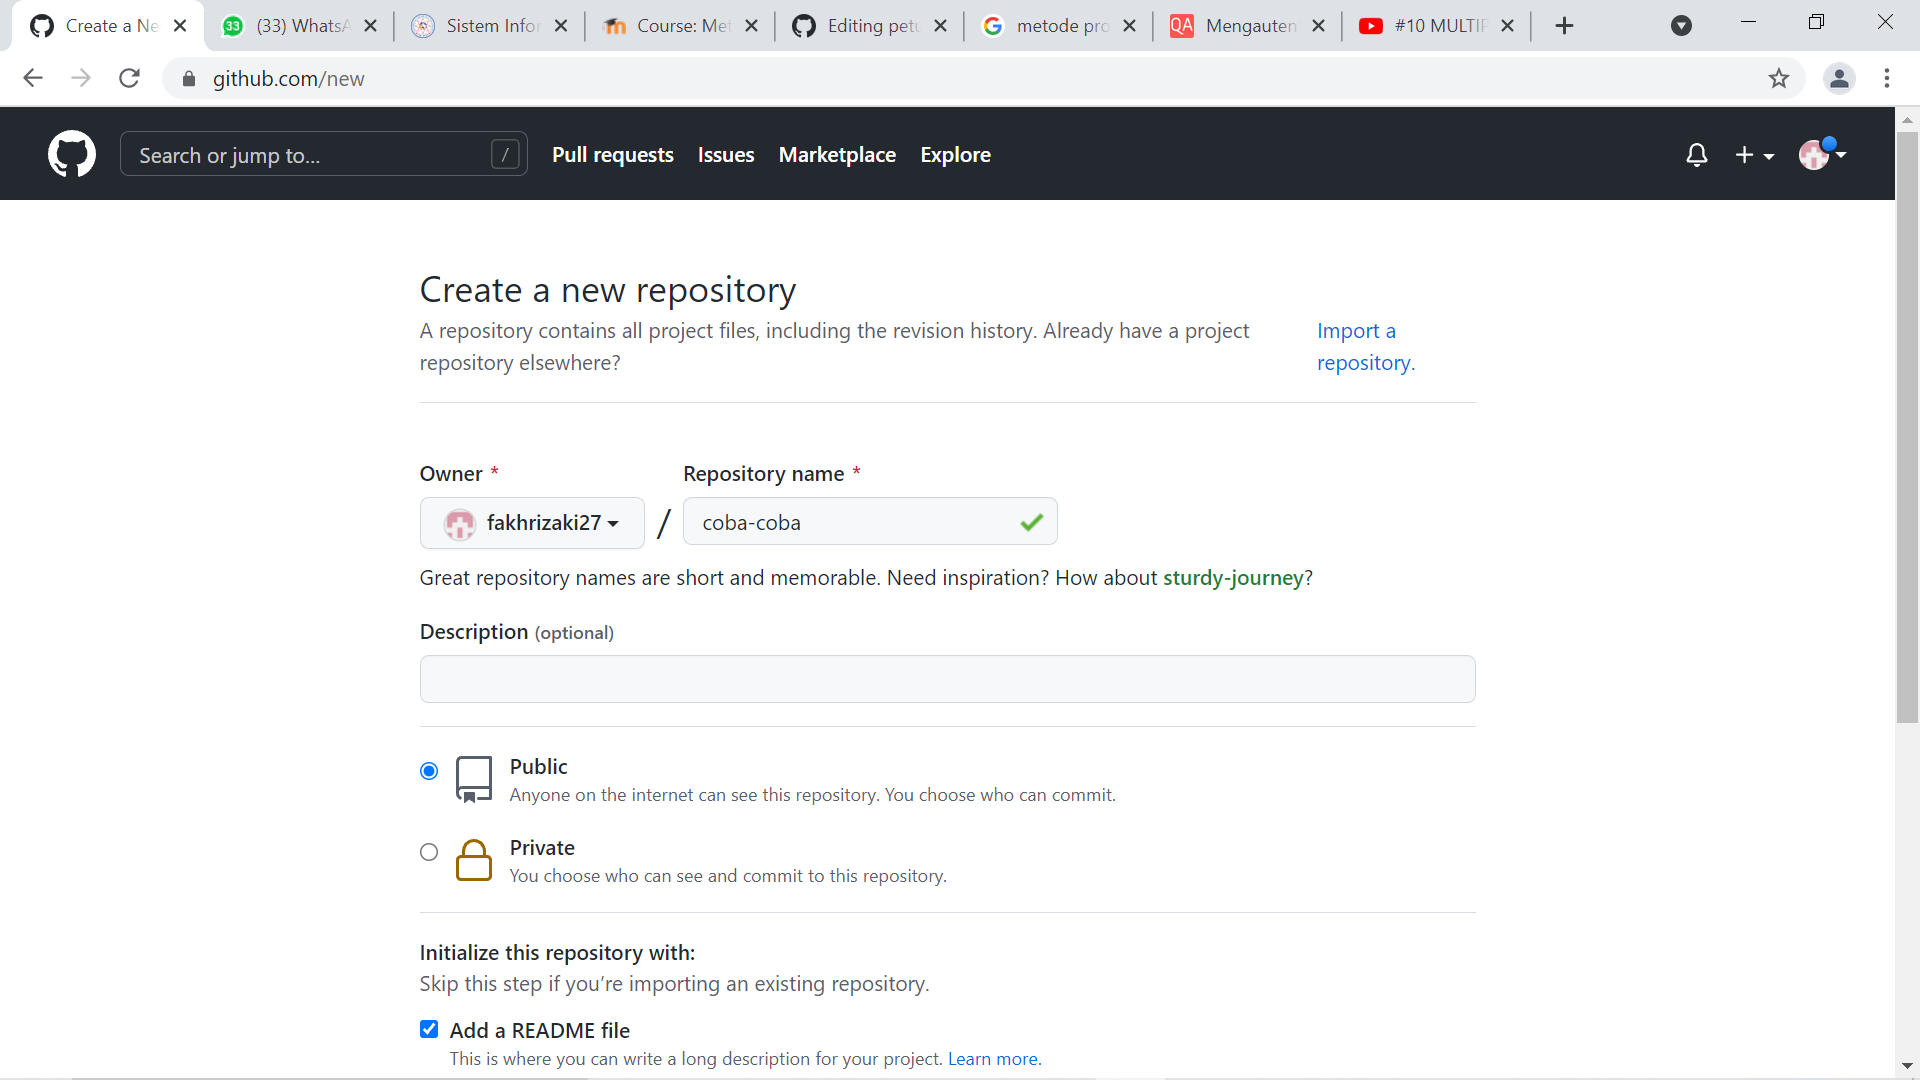 Create a Ne
33 (33) WhatsA
Sistem Infor
Course: Met
Editing petu
metode pro
QA Mengauten
#10 MULTIP
github.com/new
Search or jump to... /
Pull requests
Issues
Marketplace
Explore
Create a new repository
A repository contains all project files, including the revision history. Already have a project
repository elsewhere?
Import a
repository.
Owner *
Repository name *
fakhrizaki27
/
coba-coba
Great repository names are short and memorable. Need inspiration? How about sturdy-journey?
Description (optional)
Public
Anyone on the internet can see this repository. You choose who can commit.
Private
You choose who can see and commit to this repository.
Initialize this repository with:
Skip this step if you’re importing an existing repository.
Add a README file
This is where you can write a long description for your project. Learn more.